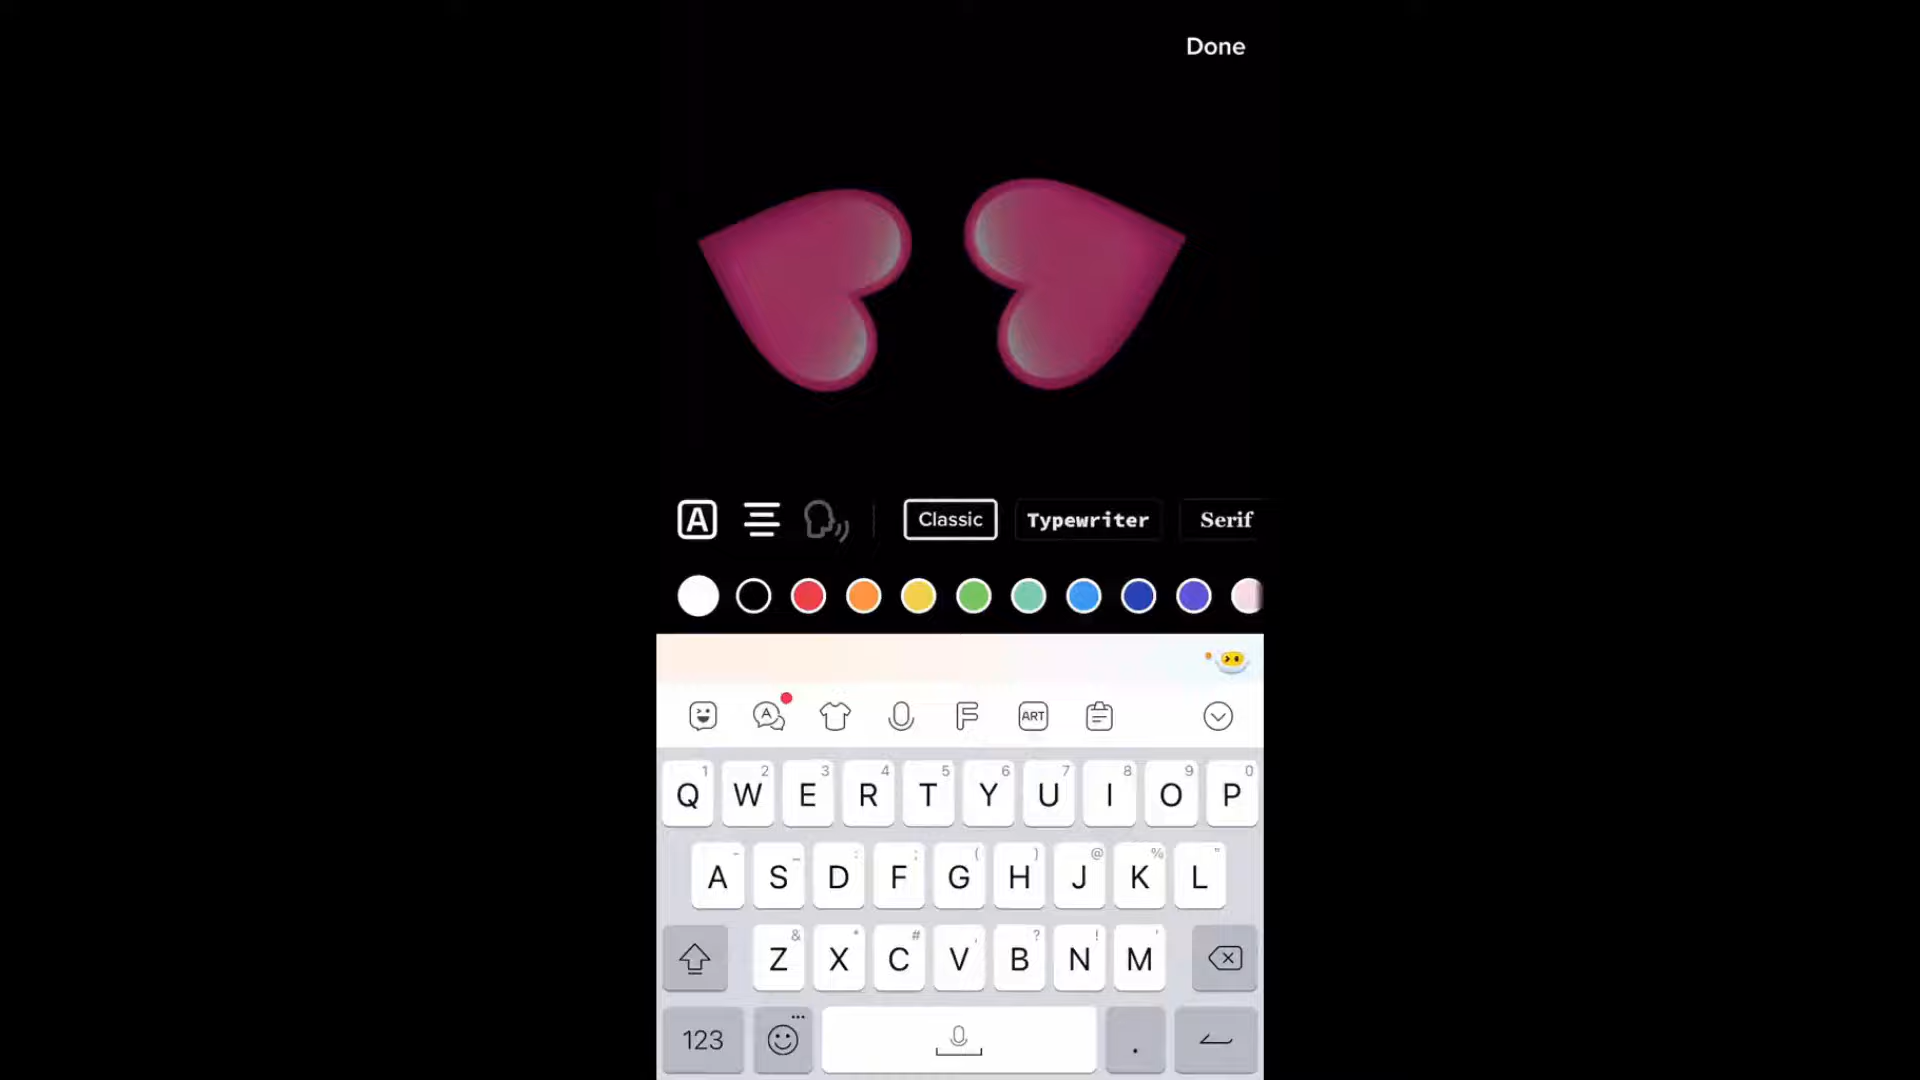 Done
A
Classic Typewriter Serif
A F ART
1 2 3 4 5 6 7 8 9 0
Q W E R T Y U I O P
- _ : ; ( ) @ % "
A S D F G H J K L
& * # , ? ! '
Z X C V B N M
123 .